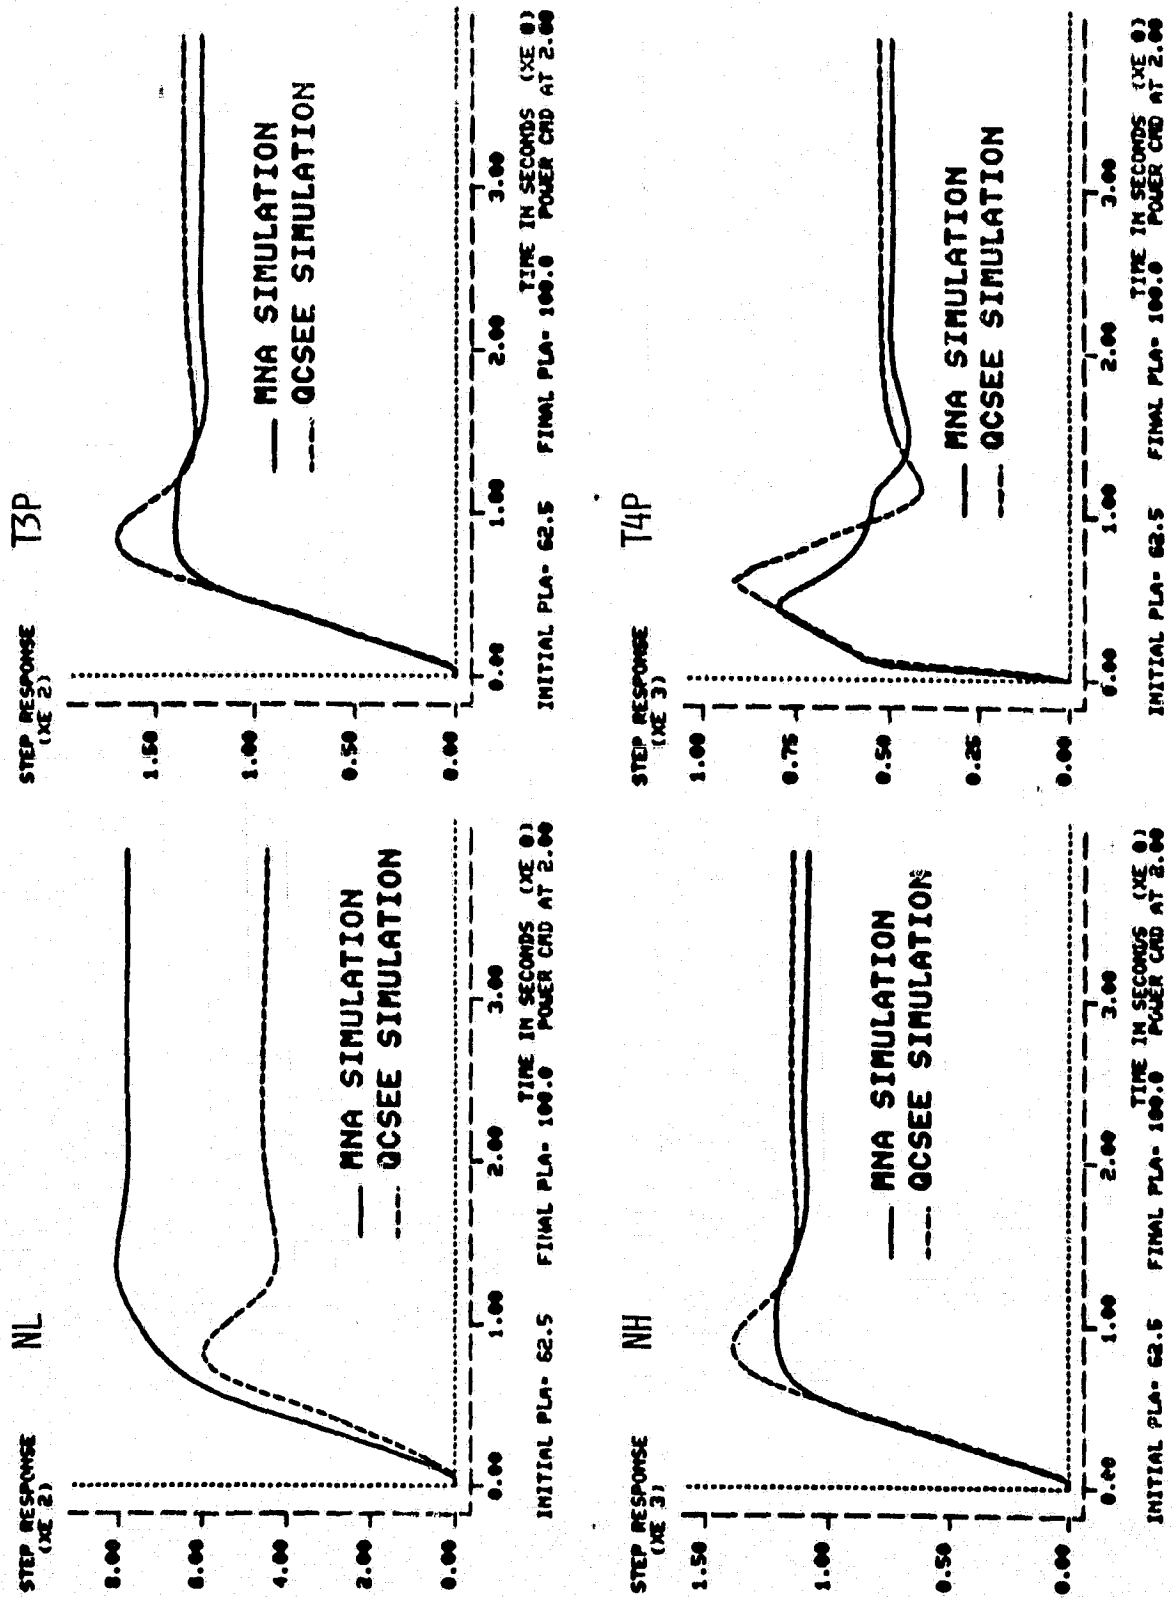 STEP RESPONSE
(XE 2)
NL
8.00
6.00
4.00
2.00
0.00
0.00
1.00
2.00
3.00
MNA SIMULATION
QCSEE SIMULATION
TIME IN SECONDS (XE 0)
INITIAL PLA= 62.5 FINAL PLA= 100.0 POWER CMD AT 2.00
STEP RESPONSE
(XE 2)
T3P
1.50
1.00
0.50
0.00
0.00
1.00
2.00
3.00
MNA SIMULATION
QCSEE SIMULATION
TIME IN SECONDS (XE 0)
INITIAL PLA= 62.5 FINAL PLA= 100.0 POWER CMD AT 2.00
STEP RESPONSE
(XE 3)
NH
1.50
1.00
0.50
0.00
0.00
1.00
2.00
3.00
MNA SIMULATION
QCSEE SIMULATION
TIME IN SECONDS (XE 0)
INITIAL PLA= 62.5 FINAL PLA= 100.0 POWER CMD AT 2.00
STEP RESPONSE
(XE 3)
T4P
1.00
0.75
0.50
0.25
0.00
0.00
1.00
2.00
3.00
MNA SIMULATION
QCSEE SIMULATION
TIME IN SECONDS (XE 0)
INITIAL PLA= 62.5 FINAL PLA= 100.0 POWER CMD AT 2.00